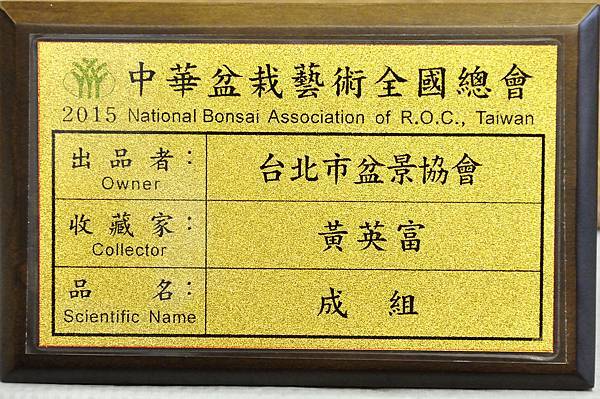 中華盆栽藝術全國總會
2015 National Bonsai Association of R.O.C., Taiwan
出品者：台北市盆景協會
Owner
收藏家：黃英富
Collector
品名：成組
Scientific Name